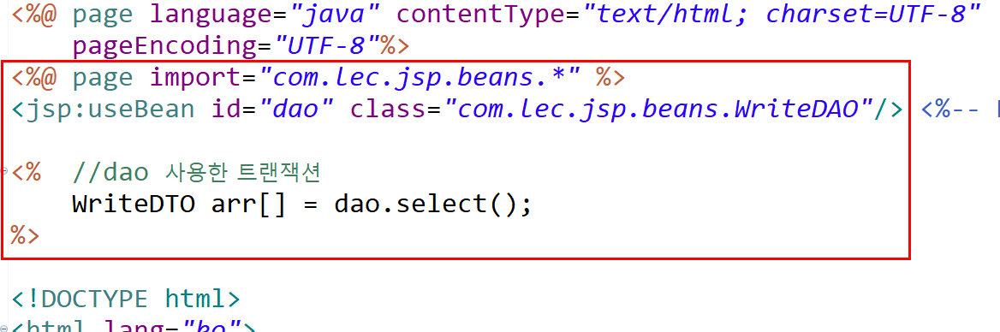 <%@ page language="java" contentType="text/html; charset=UTF-8"
    pageEncoding="UTF-8"%>
<%@ page import="com.lec.jsp.beans.*" %>
<jsp:useBean id="dao" class="com.lec.jsp.beans.WriteDAO"/> <%--
<%  //dao 사용한 트랜잭션
    WriteDTO arr[] = dao.select();
%>
<!DOCTYPE html>
<html lang="ko">